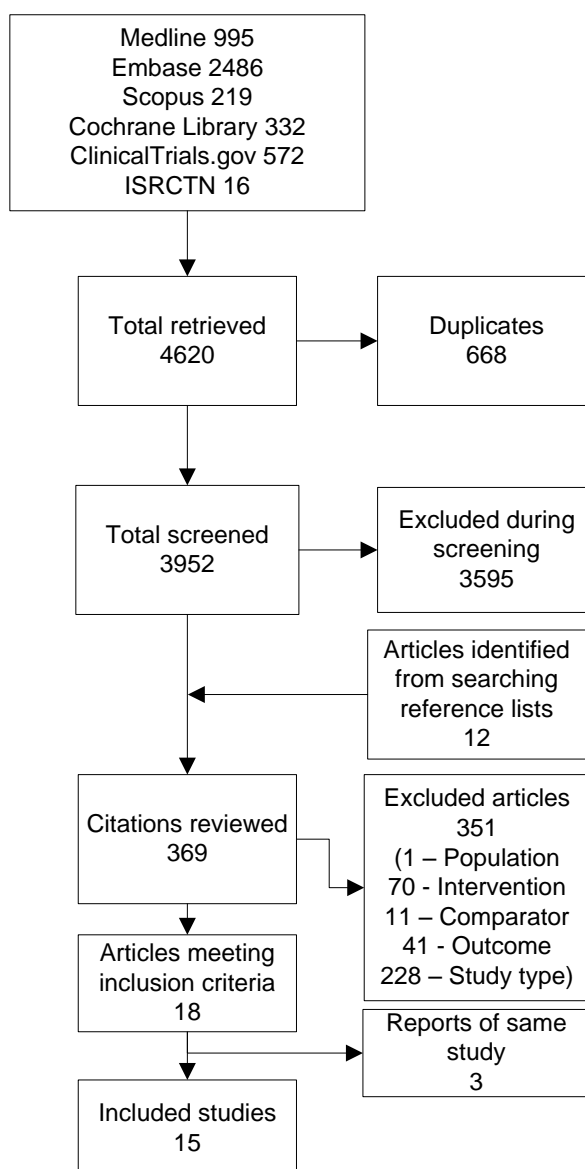 Medline 995
Embase 2486
Scopus 219
Cochrane Library 332
ClinicalTrials.gov 572
ISRCTN 16
Total retrieved
4620
Duplicates
668
Total screened
3952
Excluded during
screening
3595
Articles identified
from searching
reference lists
12
Citations reviewed
369
Excluded articles
351
(1 – Population
70 - Intervention
11 – Comparator
41 - Outcome
228 – Study type)
Articles meeting
inclusion criteria
18
Reports of same
study
3
Included studies
15